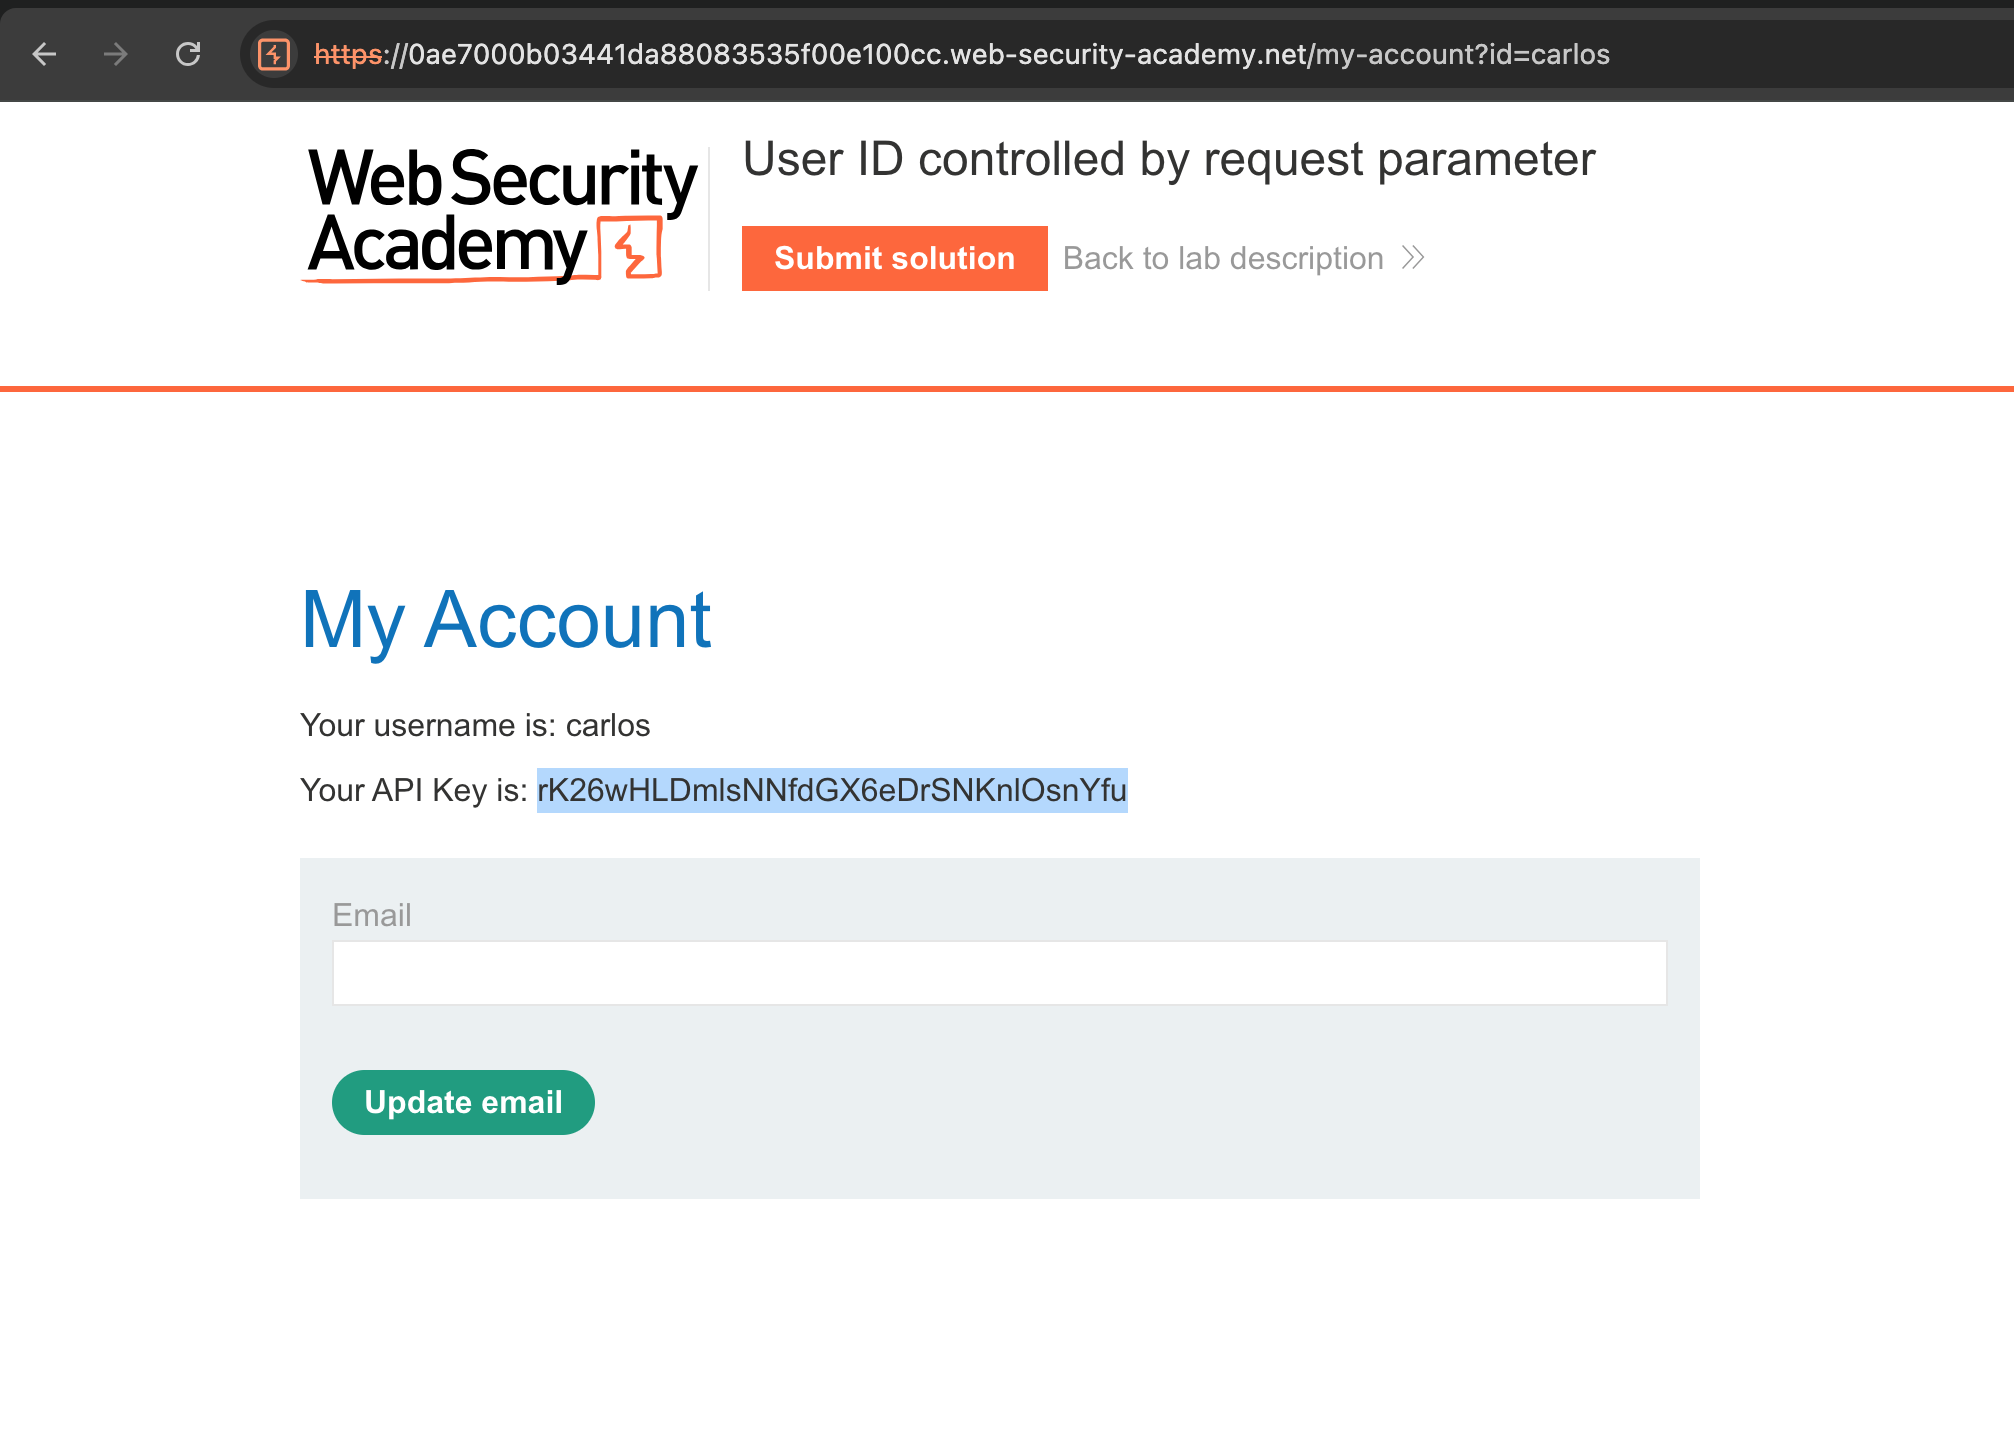 https://0ae7000b03441da88083535f00e100cc.web-security-academy.net/my-account?id=carlos
Web Security
Academy
User ID controlled by request parameter
Submit solution
Back to lab description
My Account
Your username is: carlos
Your API Key is: rK26wHLDmlsNNfdGX6eDrSNKnlOsnYfu
Email
Update email